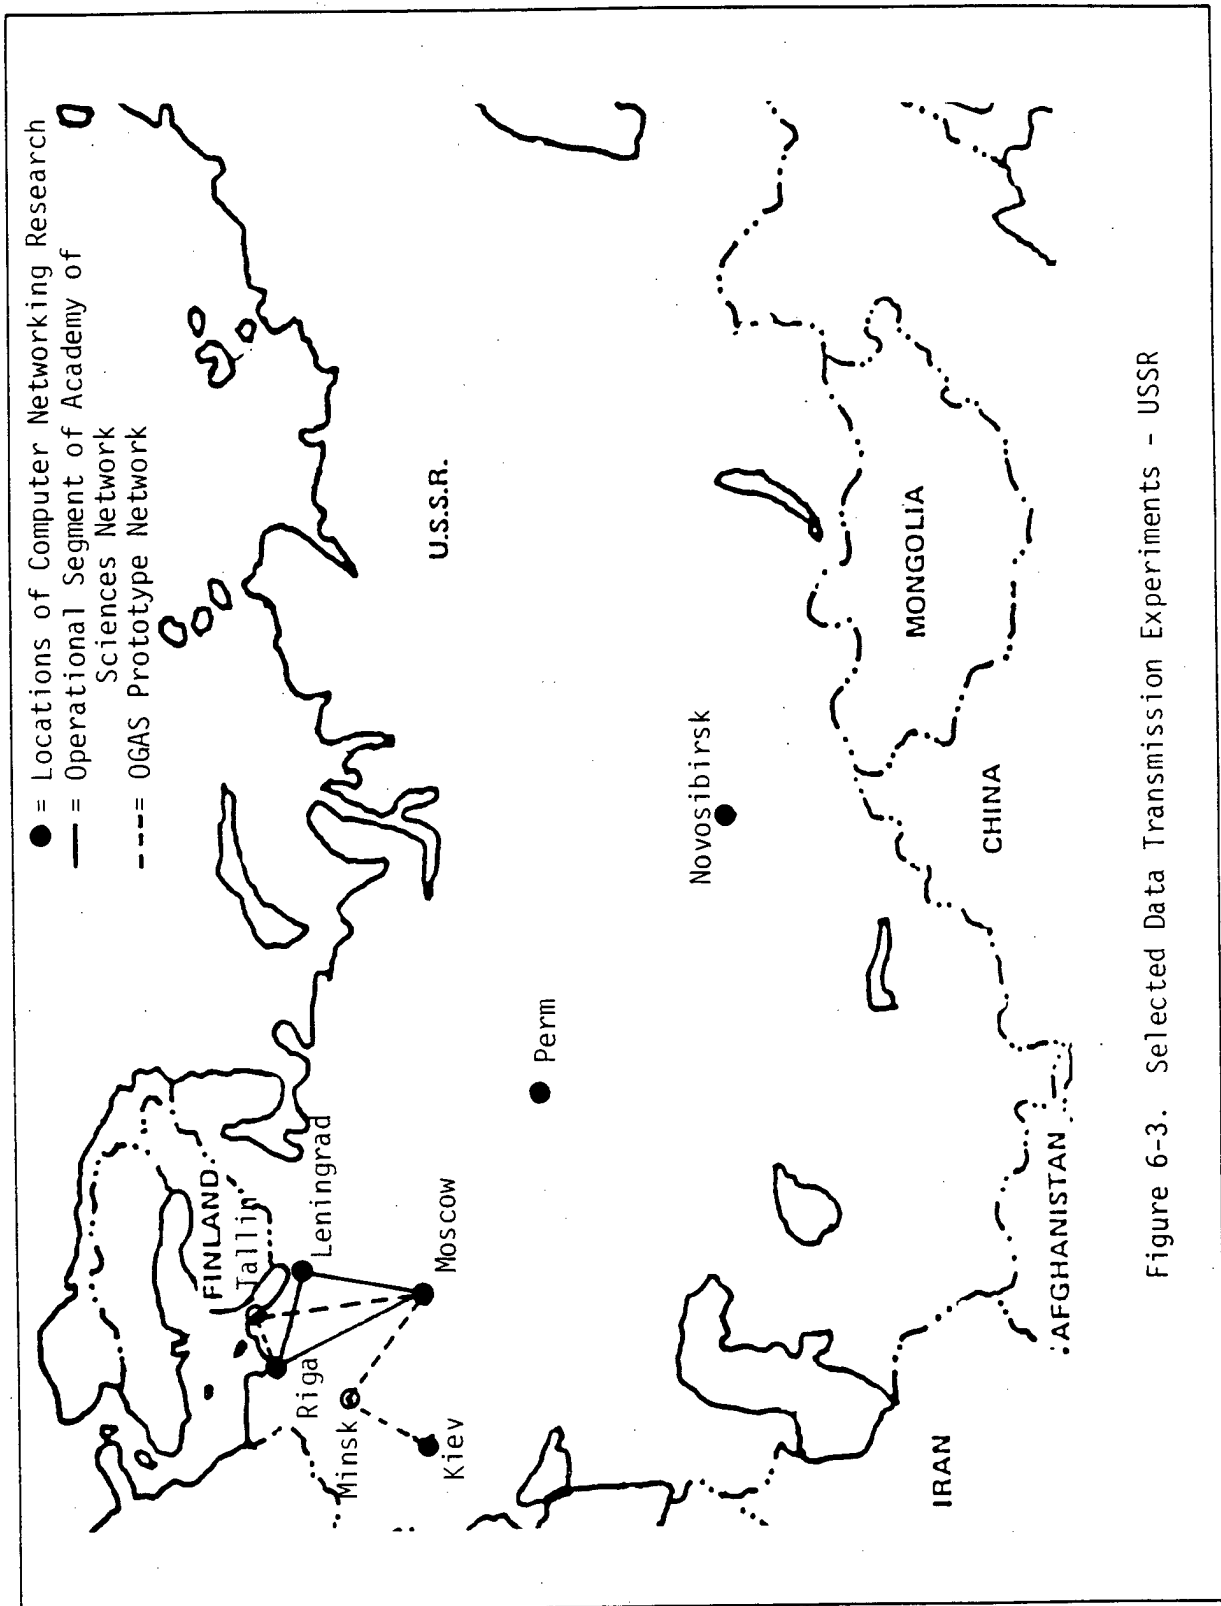 ● = Locations of Computer Networking Research
— = Operational Segment of Academy of
Sciences Network
---= OGAS Prototype Network
U.S.S.R.
FINLAND
Tallin
Leningrad
Moscow
Riga
Minsk
Kiev
Perm
Novosibirsk
MONGOLIA
CHINA
AFGHANISTAN
IRAN
Figure 6-3. Selected Data Transmission Experiments - USSR